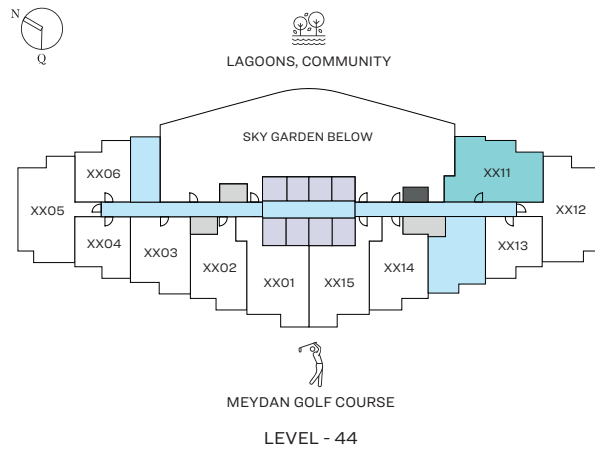 N
Q
LAGOONS, COMMUNITY
SKY GARDEN BELOW
XX06
XX11
XX05
XX12
XX04
XX03
XX13
XX02
XX14
XX01
XX15
MEYDAN GOLF COURSE
LEVEL - 44